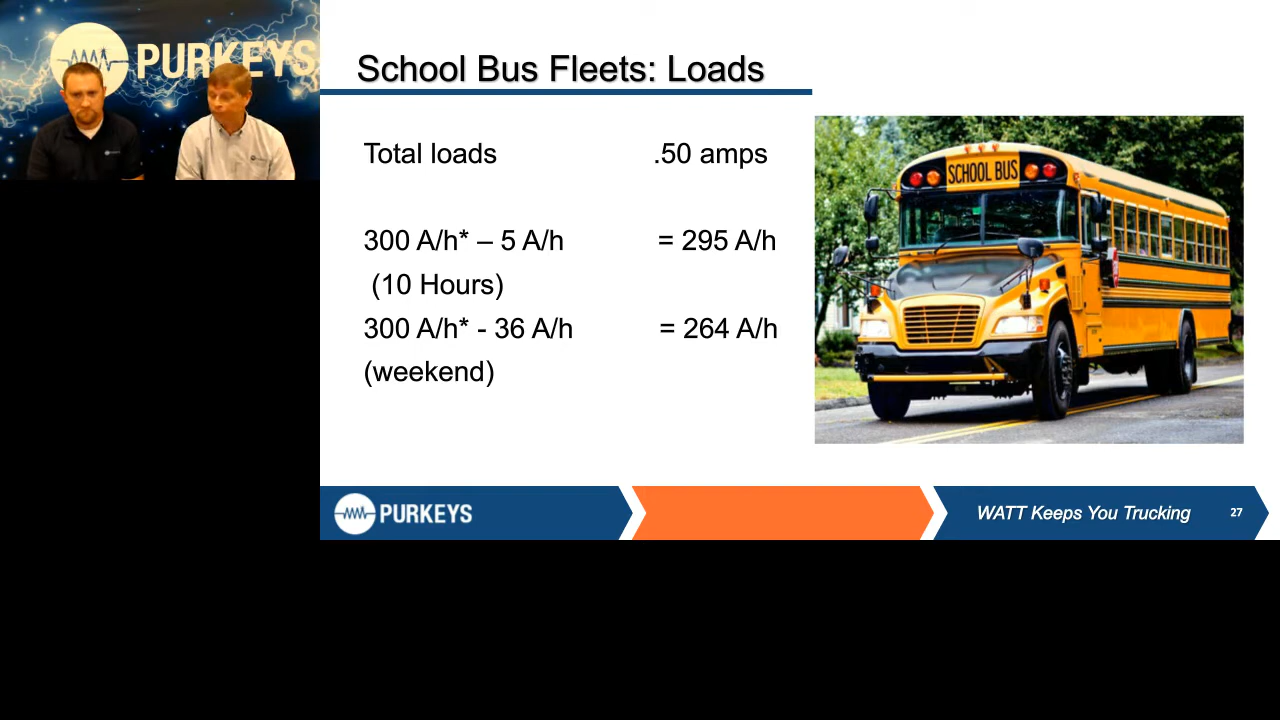 PURKEYS
School Bus Fleets: Loads
Total loads .50 amps
300 A/h* – 5 A/h = 295 A/h
(10 Hours)
300 A/h* - 36 A/h = 264 A/h
(weekend)
SCHOOL BUS
PURKEYS
WATT Keeps You Trucking 27